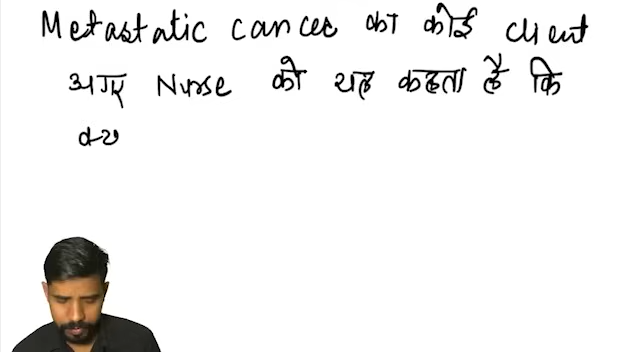 Metastatic cancer का कोई client
अगर Nurse को यह कहता है कि
क्य